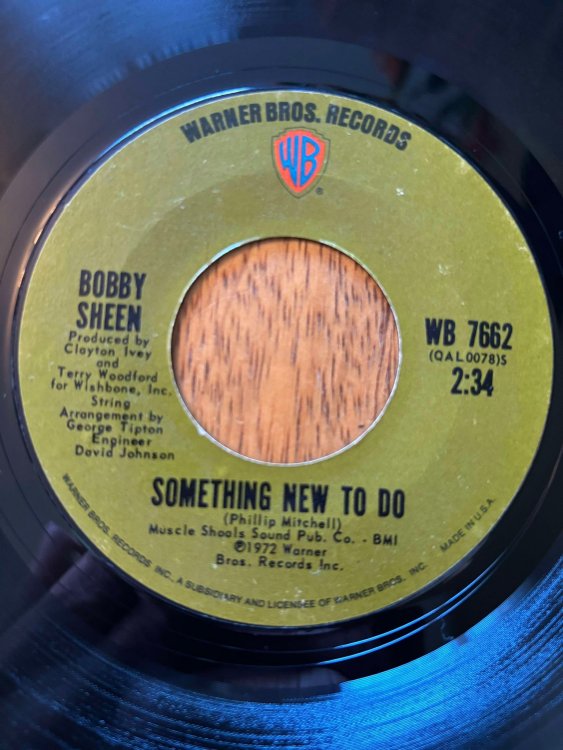 WARNER BROS. RECORDS
WB
®
BOBBY
SHEEN
Produced by
Clayton Ivey
and
Terry Woodford
for Wishbone, Inc.
String
Arrangement by
George Tipton
Engineer
David Johnson
WB 7662
(QAL0078)S
2:34
SOMETHING NEW TO DO
(Phillip Mitchell)
Muscle Shoals Sound Pub. Co. - BMI
℗1972 Warner
Bros. Records Inc.
WARNER BROS. RECORDS INC., A SUBSIDIARY AND LICENSEE OF WARNER BROS. INC.
MADE IN U.S.A.